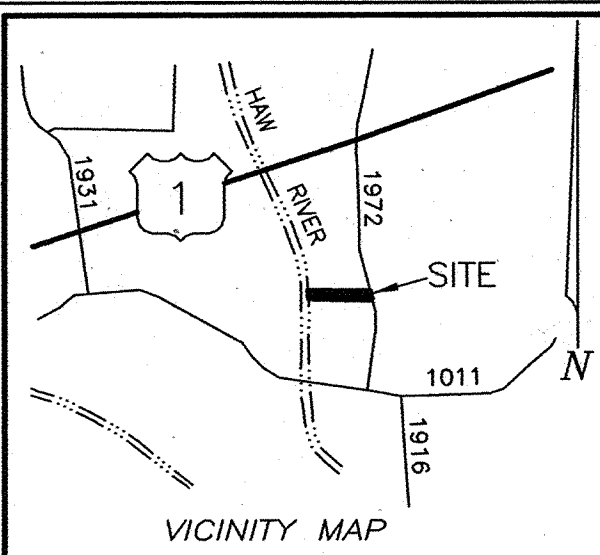 HAW
RIVER
1931
1
1972
SITE
N
1011
1916
VICINITY MAP